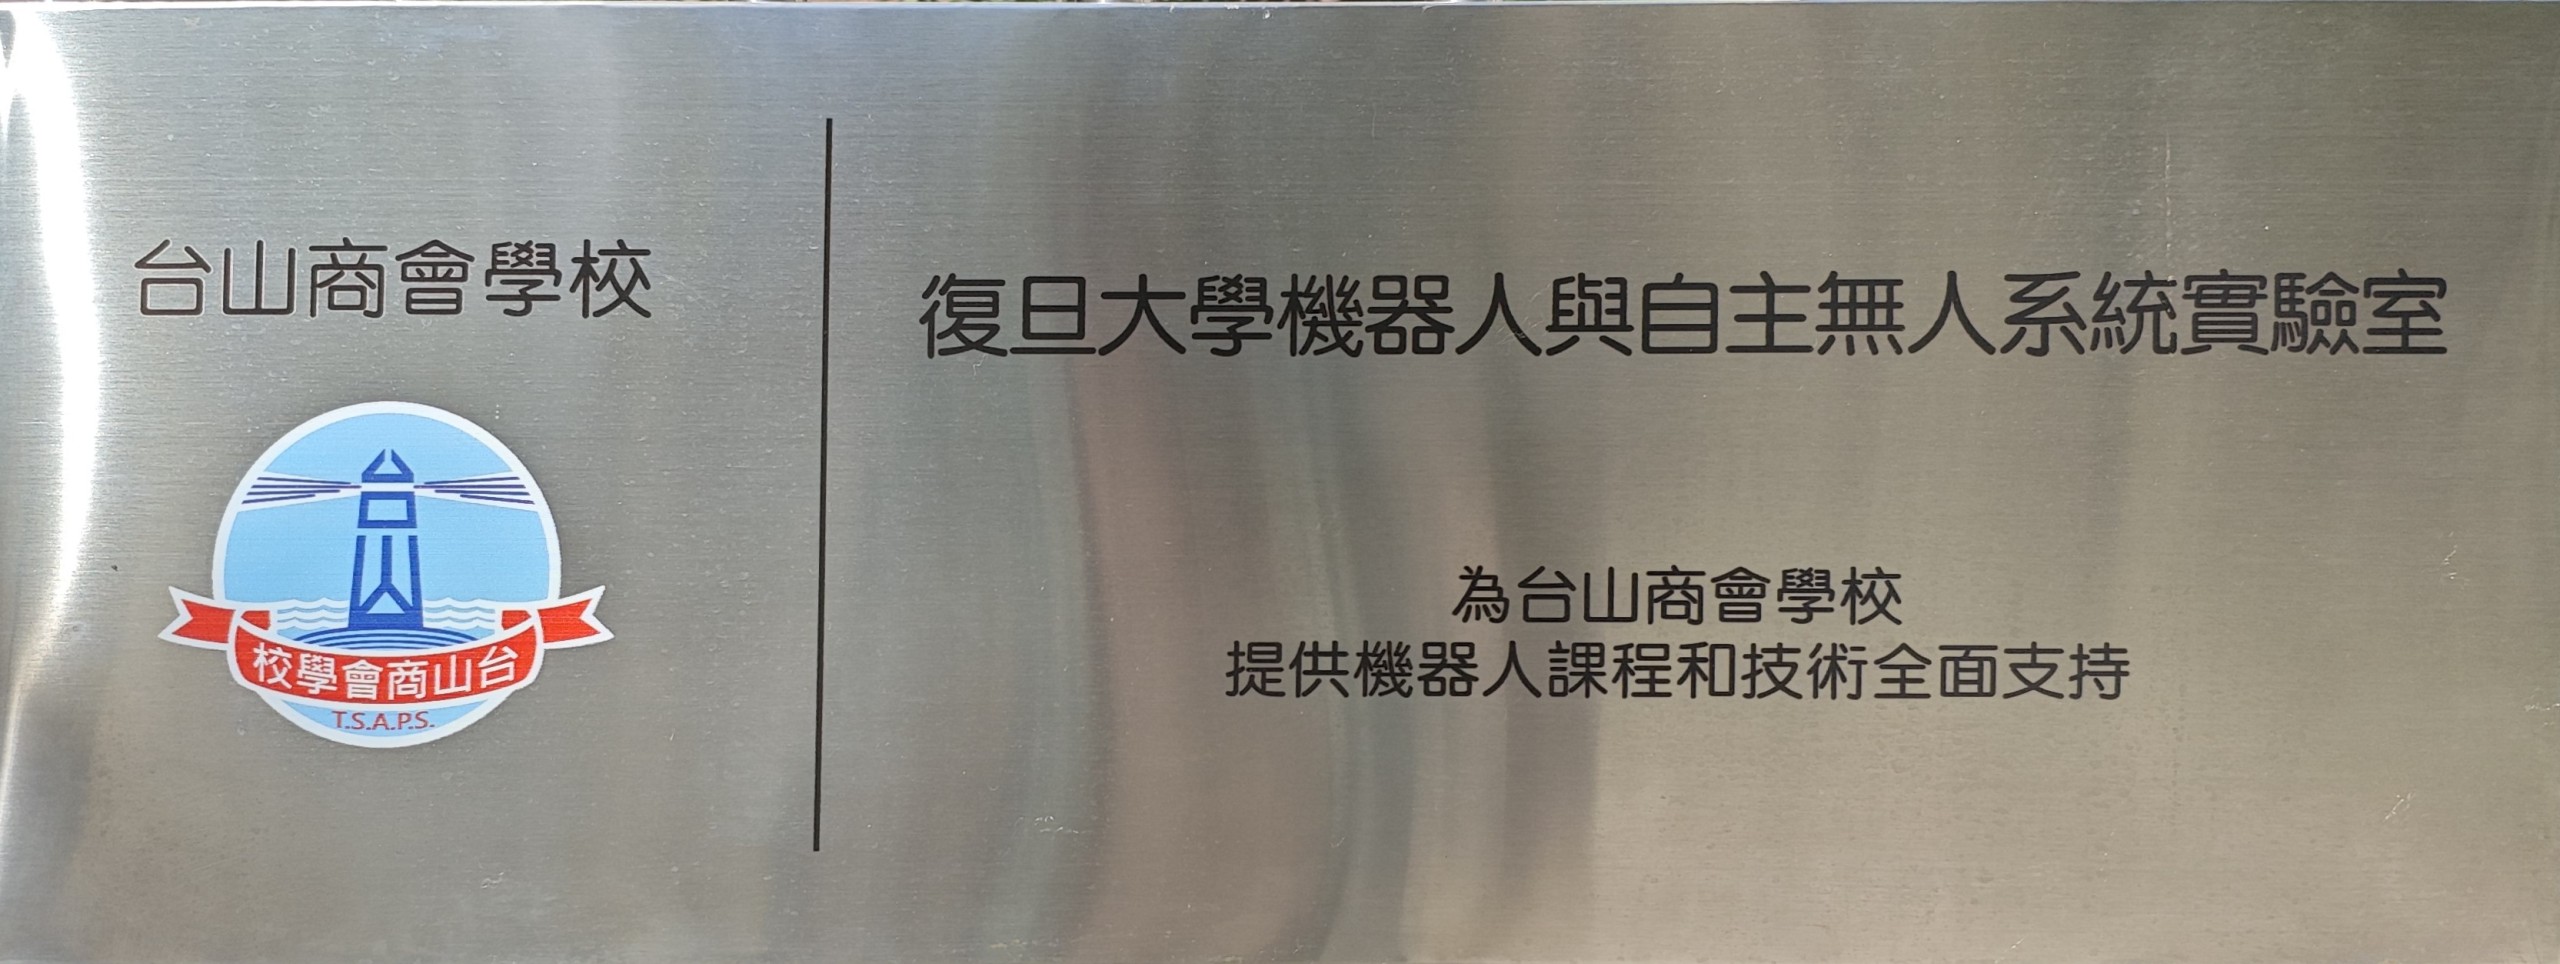 台山商會學校
校學會商山台
T.S.A.P.S.
復旦大學機器人與自主無人系統實驗室
為台山商會學校
提供機器人課程和技術全面支持